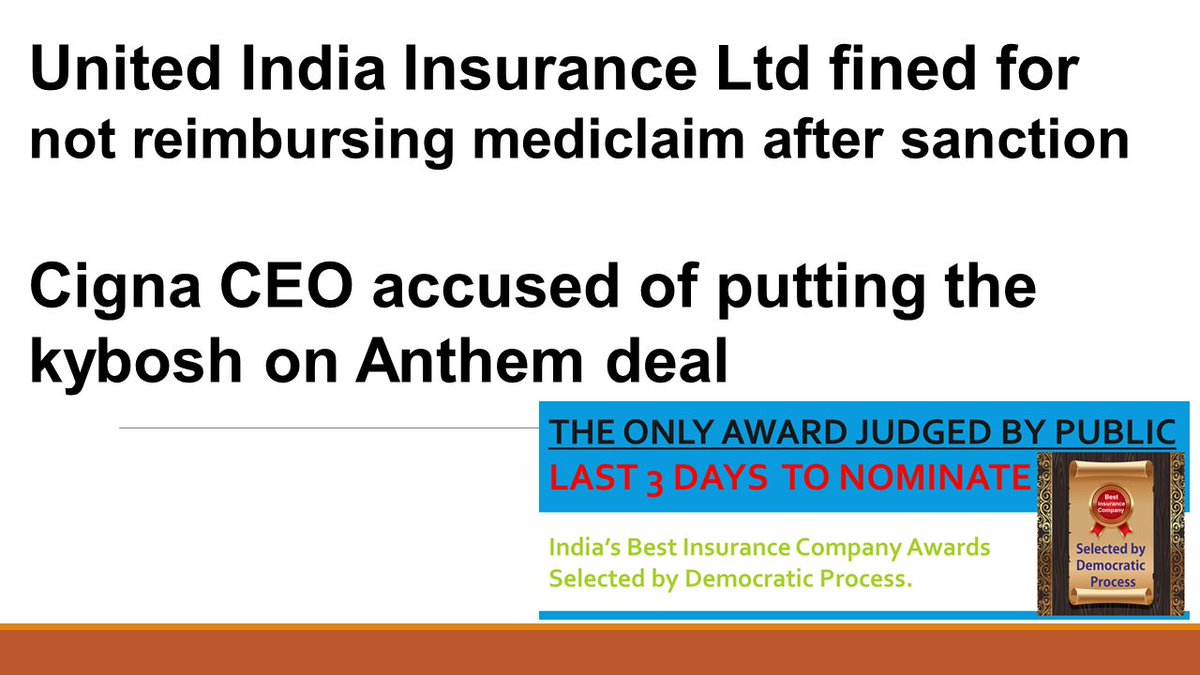 United India Insurance Ltd fined for
not reimbursing mediclaim after sanction
Cigna CEO accused of putting the
kybosh on Anthem deal
THE ONLY AWARD JUDGED BY PUBLIC
LAST 3 DAYS TO NOMINATE
India's Best Insurance Company Awards
Selected by Democratic Process.
Best
Insurance
Company
Selected by
Democratic
Process